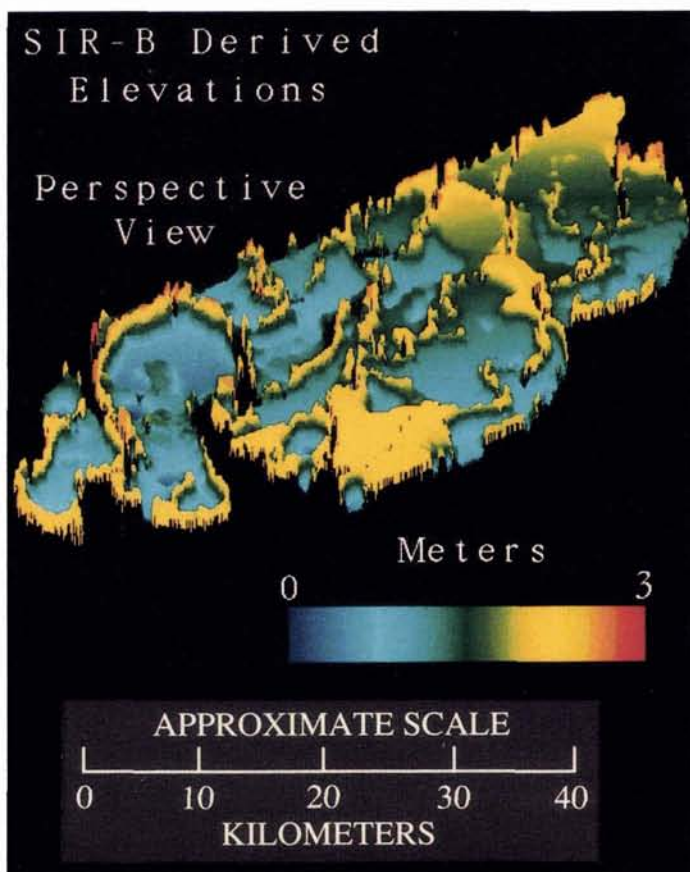 SIR-B Derived
Elevations
Perspective
View
Meters
0 3
APPROXIMATE SCALE
0 10 20 30 40
KILOMETERS